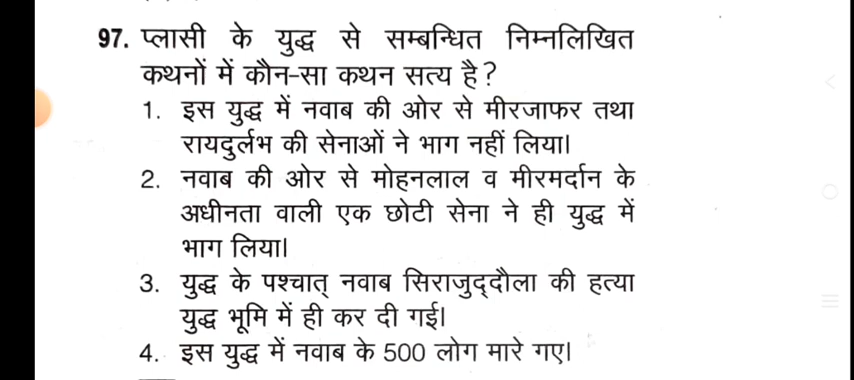 97. प्लासी के युद्ध से सम्बन्धित निम्नलिखित
कथनों में कौन-सा कथन सत्य है?
1. इस युद्ध में नवाब की ओर से मीरजाफर तथा
रायदुर्लभ की सेनाओं ने भाग नहीं लिया।
2. नवाब की ओर से मोहनलाल व मीरमर्दान के
अधीनता वाली एक छोटी सेना ने ही युद्ध में
भाग लिया।
3. युद्ध के पश्चात् नवाब सिराजुद्दौला की हत्या
युद्ध भूमि में ही कर दी गई।
4. इस युद्ध में नवाब के 500 लोग मारे गए।